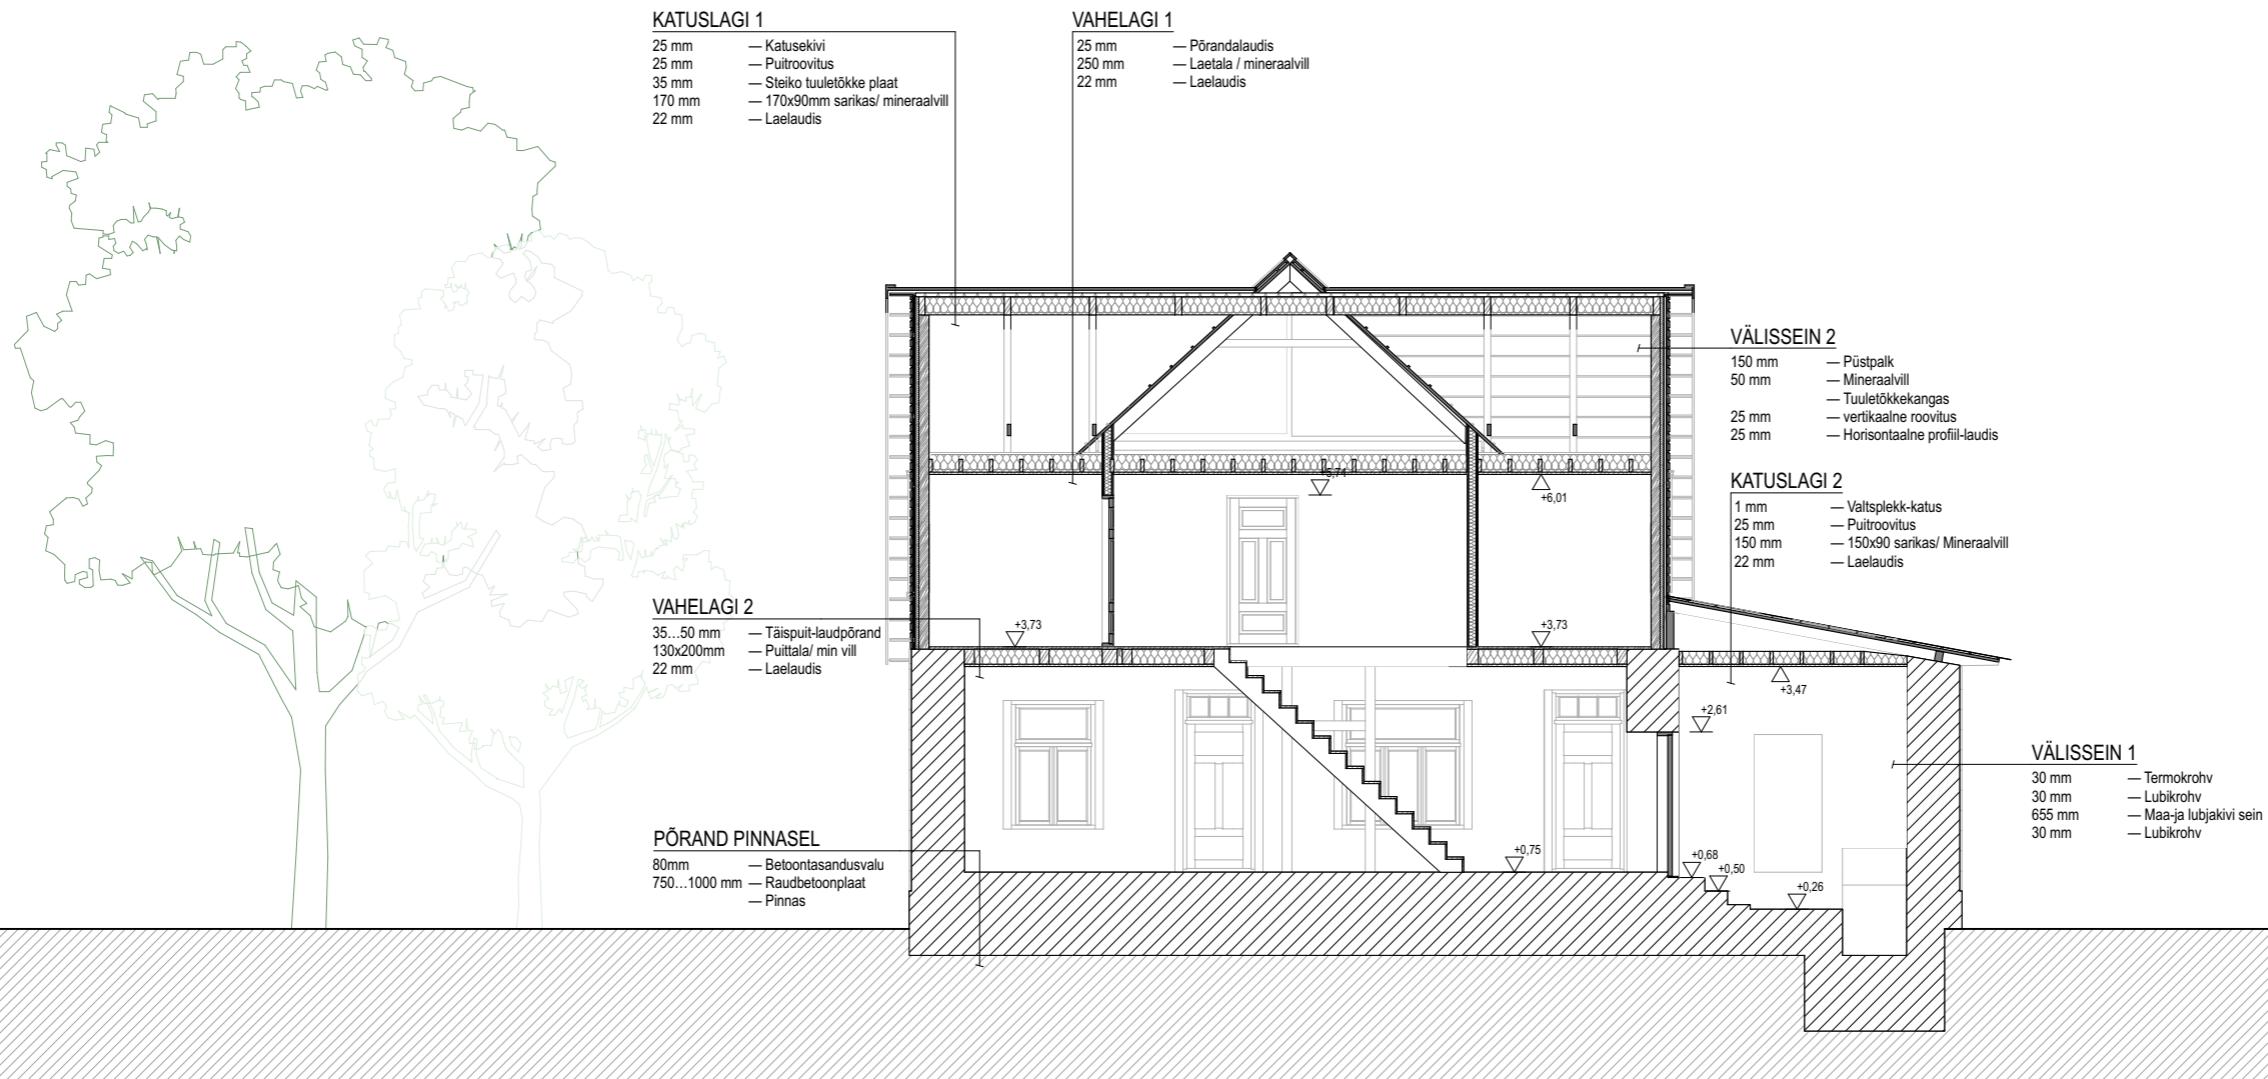 KATUSLAGI 1
25 mm — Katusekivi
25 mm — Puitroovitus
35 mm — Steiko tuuletõkke plaat
170 mm — 170x90mm sarikas/ mineraalvill
22 mm — Laelaudis
VAHELAGI 1
25 mm — Põrandalaudis
250 mm — Laetala / mineraalvill
22 mm — Laelaudis
VÄLISSEIN 2
150 mm — Püstpalk
50 mm — Mineraalvill
— Tuuletõkkekangas
25 mm — vertikaalne roovitus
25 mm — Horisontaalne profiil-laudis
KATUSLAGI 2
1 mm — Valtsplekk-katus
25 mm — Puitroovitus
150 mm — 150x90 sarikas/ Mineraalvill
22 mm — Laelaudis
+5,74
+6,01
VAHELAGI 2
35...50 mm — Täispuit-laudpõrand
130x200mm — Puittala/ min vill
22 mm — Laelaudis
+3,73
+3,73
+3,47
+2,61
VÄLISSEIN 1
30 mm — Termokrohv
30 mm — Lubikrohv
655 mm — Maa-ja lubjakivi sein
30 mm — Lubikrohv
PÕRAND PINNASEL
80mm — Betoontasandusvalu
750...1000 mm — Raudbetoonplaat
— Pinnas
+0,75
+0,68
+0,50
+0,26